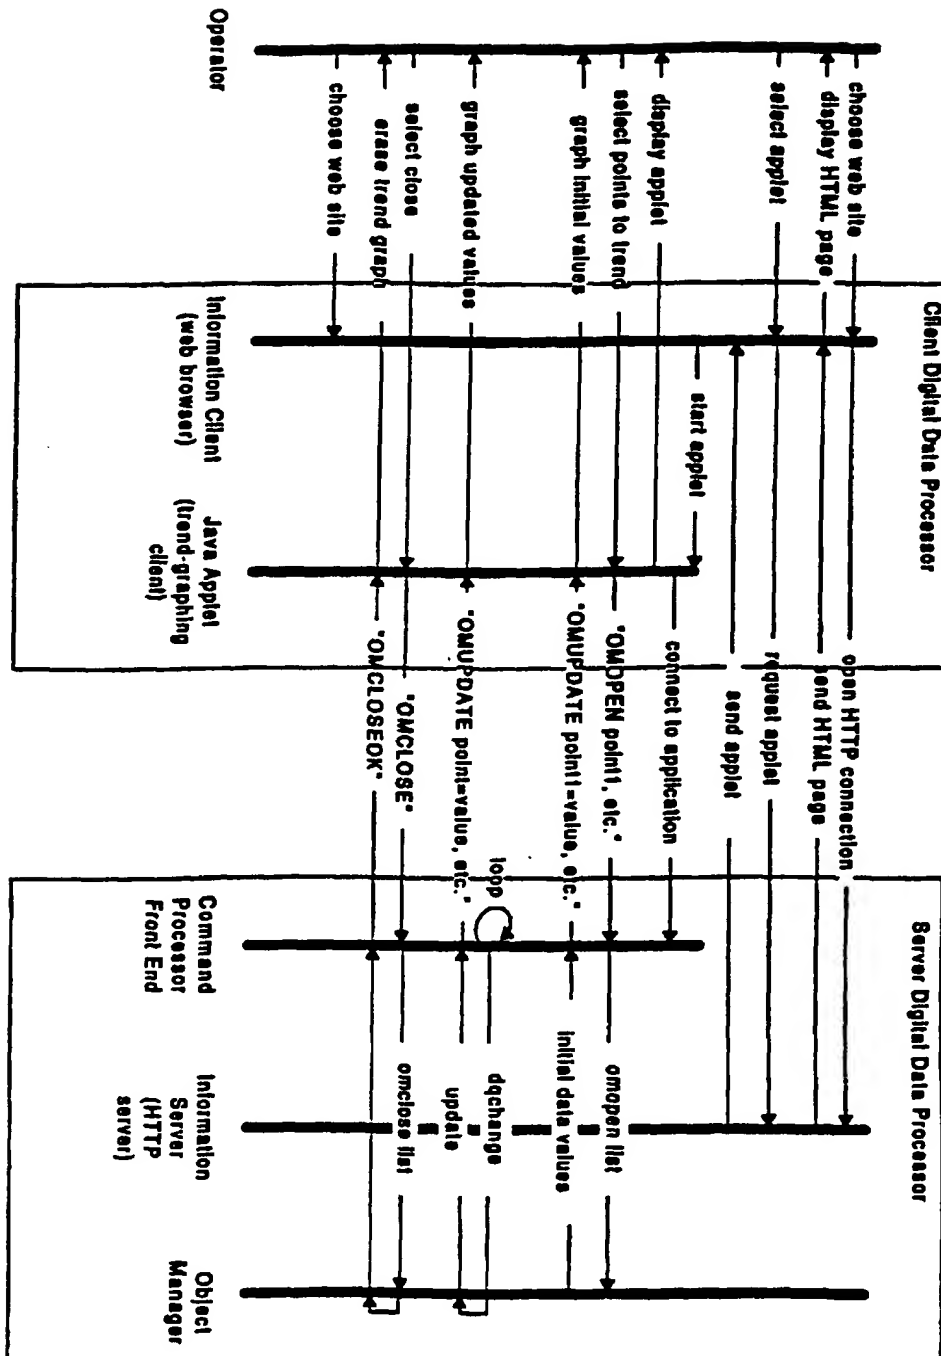 Client Digital Data Processor
Server Digital Data Processor
choose web site
open HTTP connection
display HTML page
send HTML page
select applet
request applet
send applet
start applet
connect to application
display applet
select points to trend
"OMOPEN point1, etc."
omopen list
graph initial values
"OMUPDATE point1=value, etc."
initial data values
loop
dqchange
graph updated values
"OMUPDATE point=value, etc."
update
select close
"OMCLOSE"
omclose list
erase trend graph
"OMCLOSEOK"
choose web site
Operator
Information Client
(web browser)
Java Applet
(trend-graphing
client)
Command
Processor
Front End
Information
Server
(HTTP
server)
Object
Manager